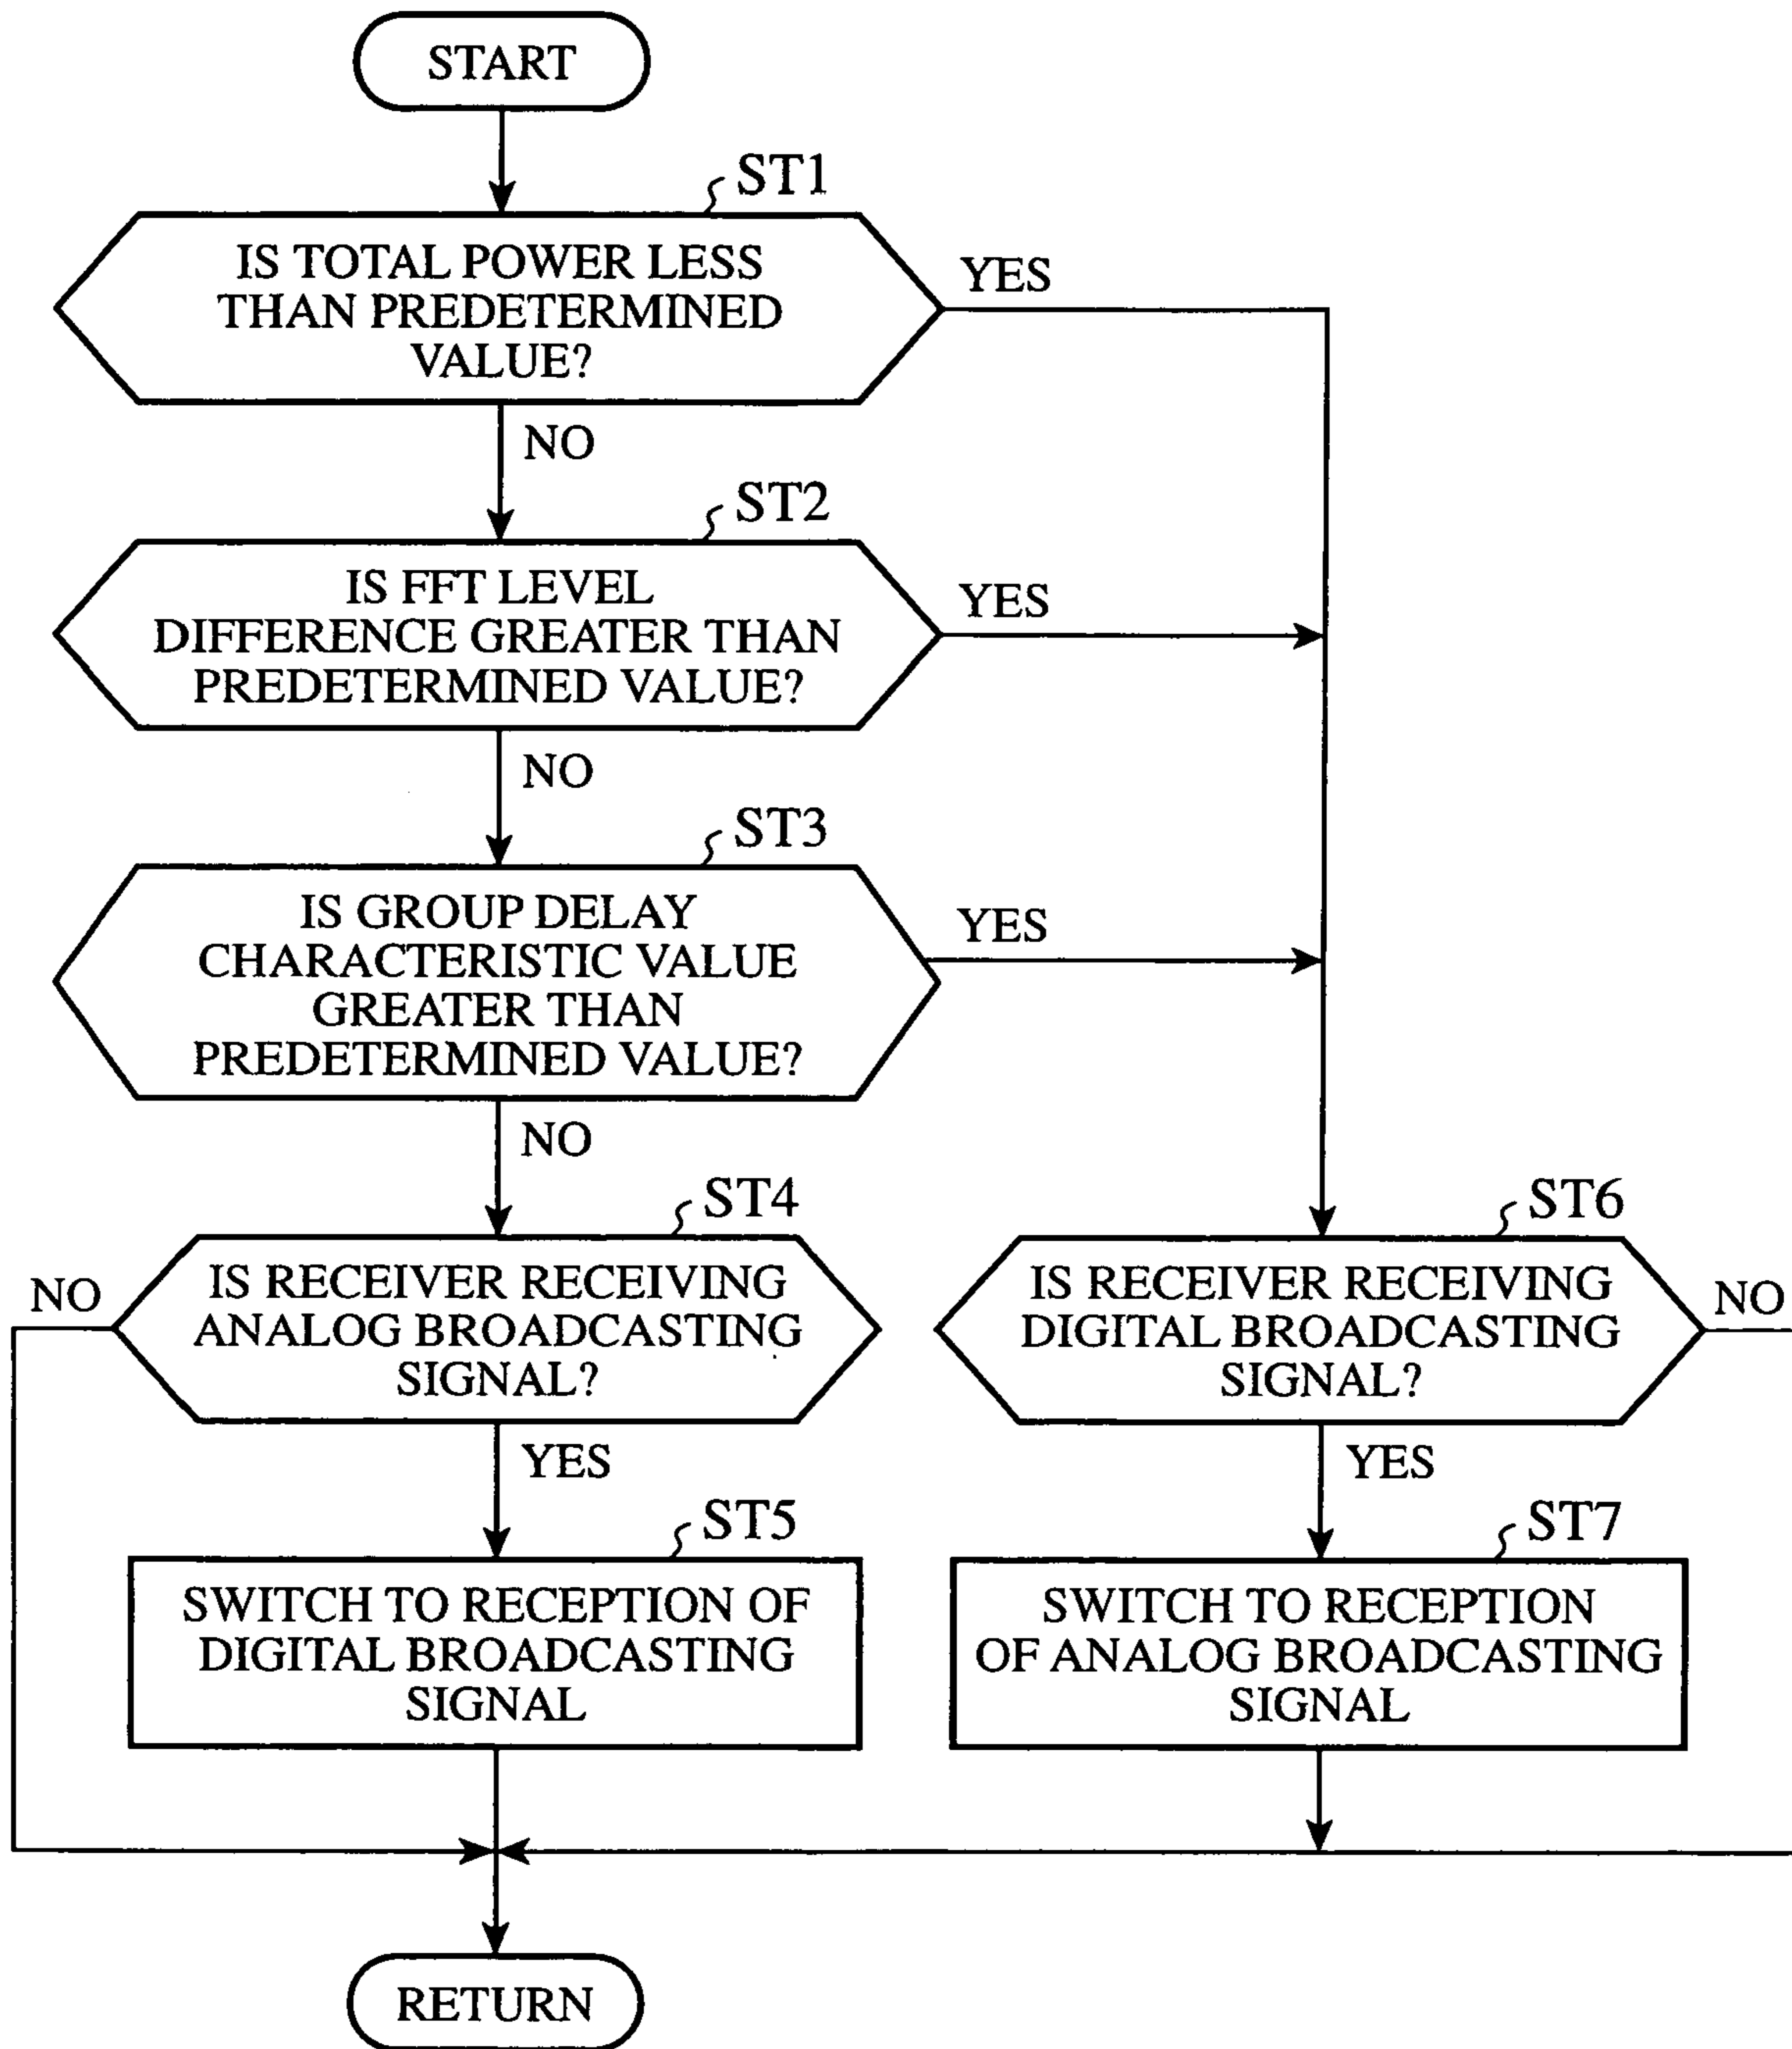 START
ST1
IS TOTAL POWER LESS
THAN PREDETERMINED
VALUE?
YES
NO
ST2
IS FFT LEVEL
DIFFERENCE GREATER THAN
PREDETERMINED VALUE?
YES
NO
ST3
IS GROUP DELAY
CHARACTERISTIC VALUE
GREATER THAN
PREDETERMINED VALUE?
YES
NO
ST4
IS RECEIVER RECEIVING
ANALOG BROADCASTING
SIGNAL?
NO
YES
ST5
SWITCH TO RECEPTION OF
DIGITAL BROADCASTING
SIGNAL
ST6
IS RECEIVER RECEIVING
DIGITAL BROADCASTING
SIGNAL?
NO
YES
ST7
SWITCH TO RECEPTION
OF ANALOG BROADCASTING
SIGNAL
RETURN